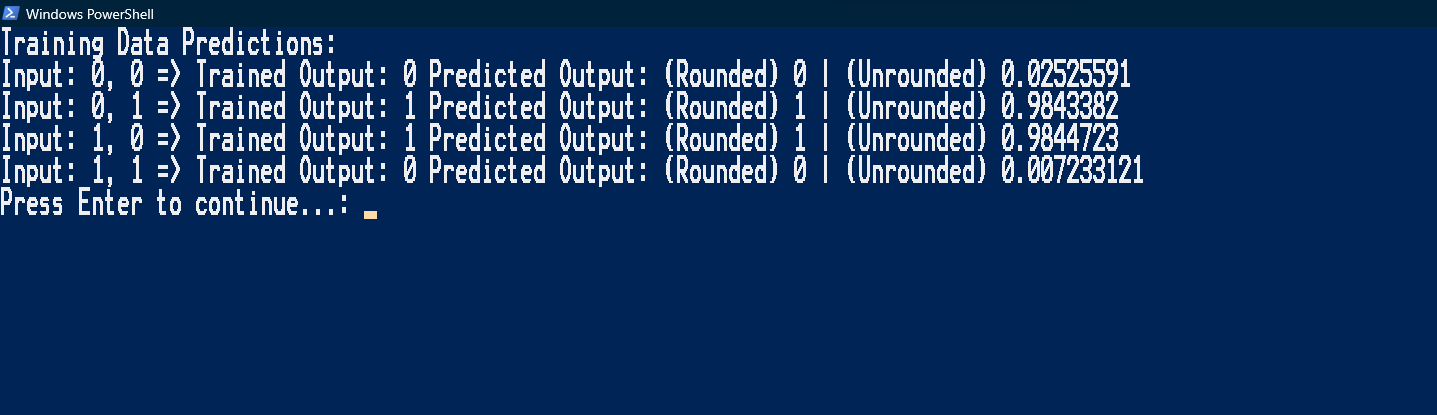 Windows PowerShell
Training Data Predictions:
Input: 0, 0 => Trained Output: 0 Predicted Output: (Rounded) 0 | (Unrounded) 0.02525591
Input: 0, 1 => Trained Output: 1 Predicted Output: (Rounded) 1 | (Unrounded) 0.9843382
Input: 1, 0 => Trained Output: 1 Predicted Output: (Rounded) 1 | (Unrounded) 0.9844723
Input: 1, 1 => Trained Output: 0 Predicted Output: (Rounded) 0 | (Unrounded) 0.007233121
Press Enter to continue...: